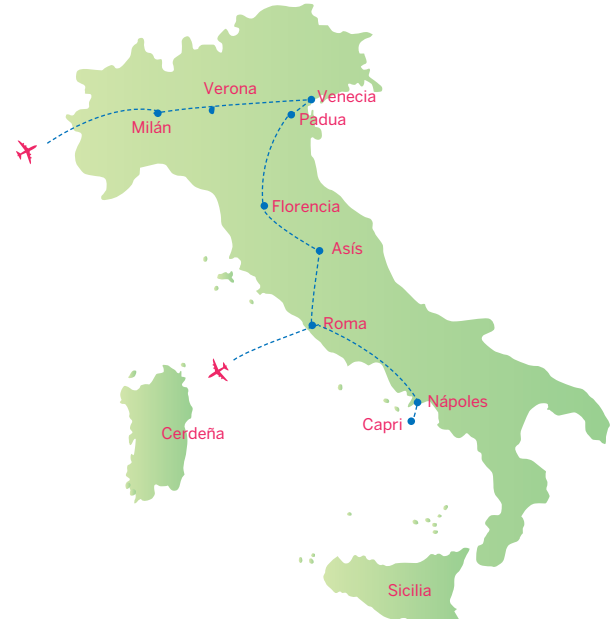 Verona
Venecia
Padua
Milán
Florencia
Asís
Roma
Nápoles
Capri
Cerdeña
Sicilia